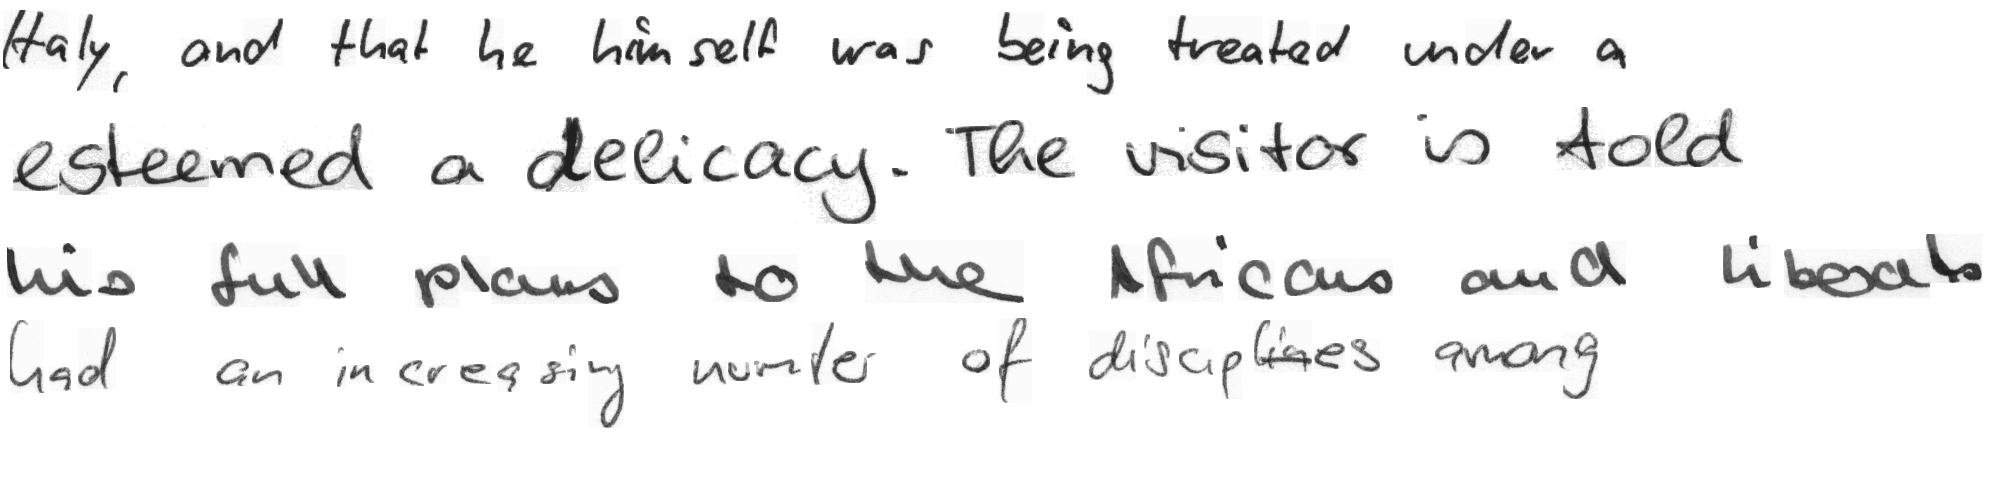 Italy, and that he himself was being treated under a
esteemed a delicacy. The visitor is told
his full plans to the Africans and liberals
had an increasing number of disciplines among